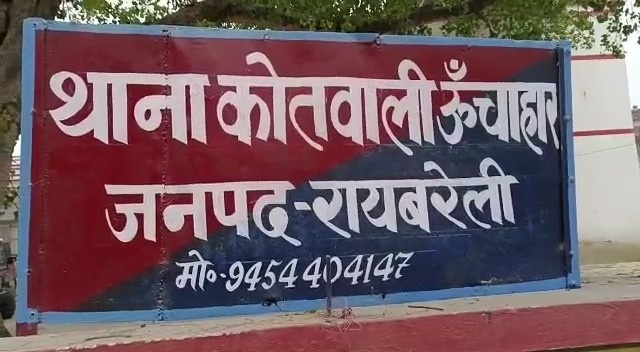 थाना कोतवाली ऊँचाहार
जनपद-रायबरेली
मो०-9454404147